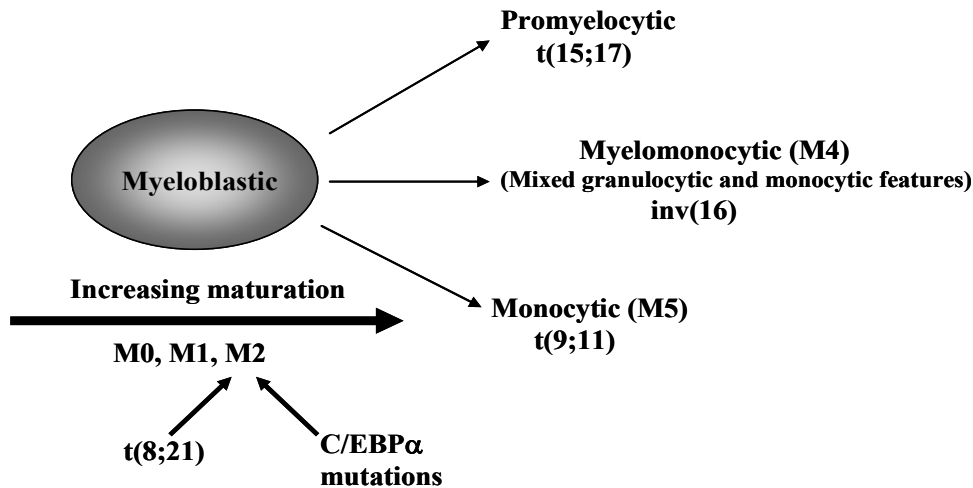 Promyelocytic
t(15;17)
Myeloblastic
Myelomonocytic (M4)
(Mixed granulocytic and monocytic features)
inv(16)
Increasing maturation
Monocytic (M5)
t(9;11)
M0, M1, M2
t(8;21)
C/EBPα
mutations